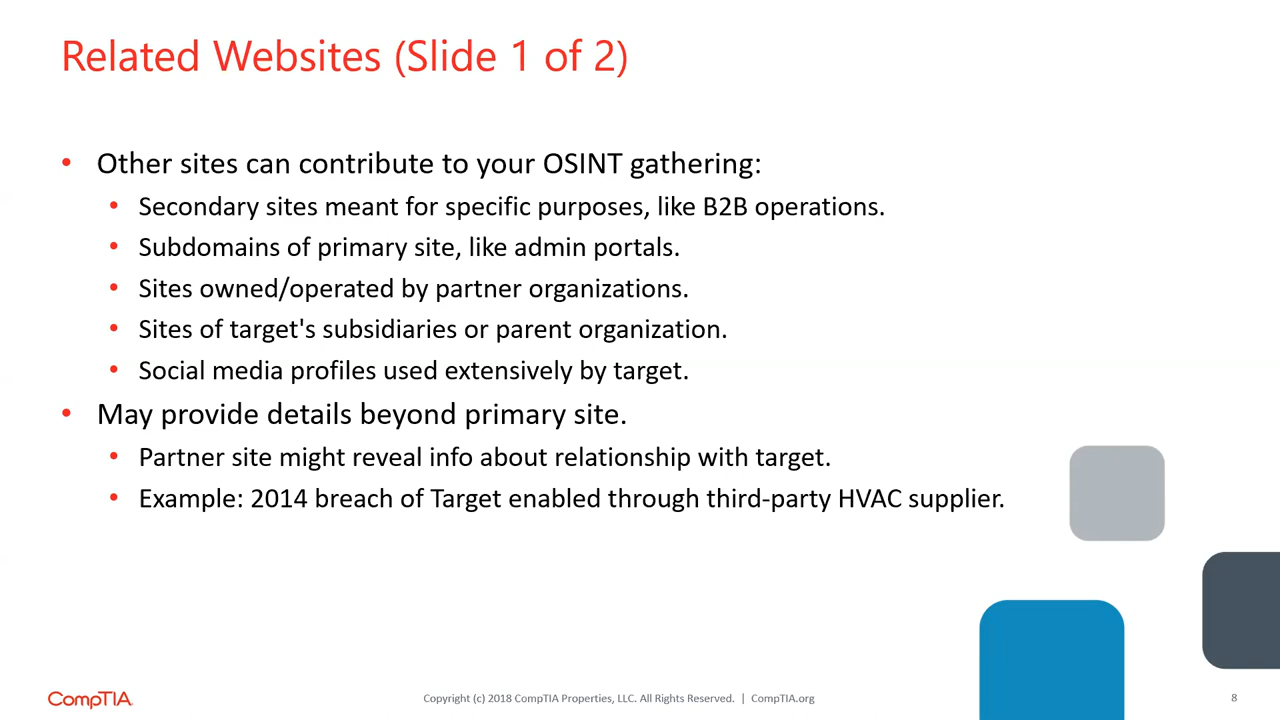 Related Websites (Slide 1 of 2)
• Other sites can contribute to your OSINT gathering:
• Secondary sites meant for specific purposes, like B2B operations.
• Subdomains of primary site, like admin portals.
• Sites owned/operated by partner organizations.
• Sites of target's subsidiaries or parent organization.
• Social media profiles used extensively by target.
• May provide details beyond primary site.
• Partner site might reveal info about relationship with target.
• Example: 2014 breach of Target enabled through third-party HVAC supplier.
CompTIA. Copyright (c) 2018 CompTIA Properties, LLC. All Rights Reserved. | CompTIA.org 8